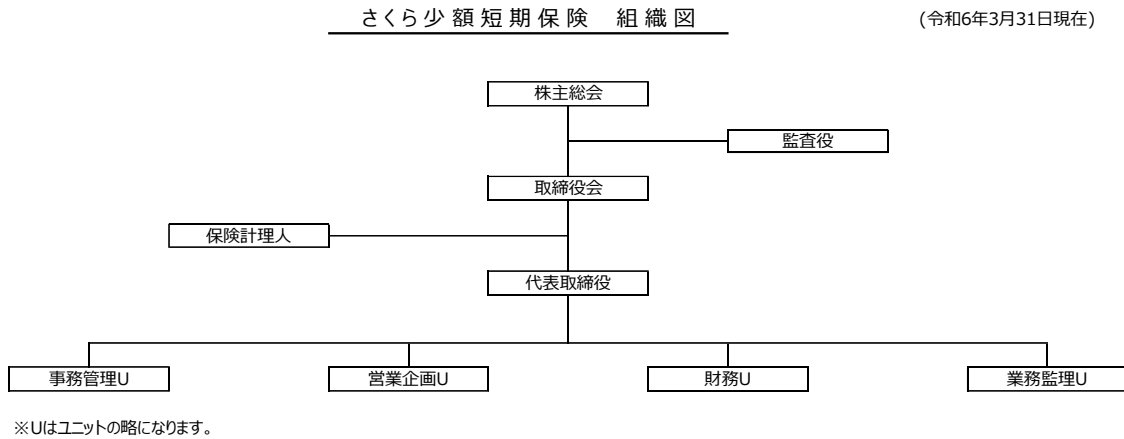 さくら少額短期保険　組織図
(令和6年3月31日現在)
株主総会
監査役
取締役会
保険計理人
代表取締役
事務管理U
営業企画U
財務U
業務監理U
※Uはユニットの略になります。